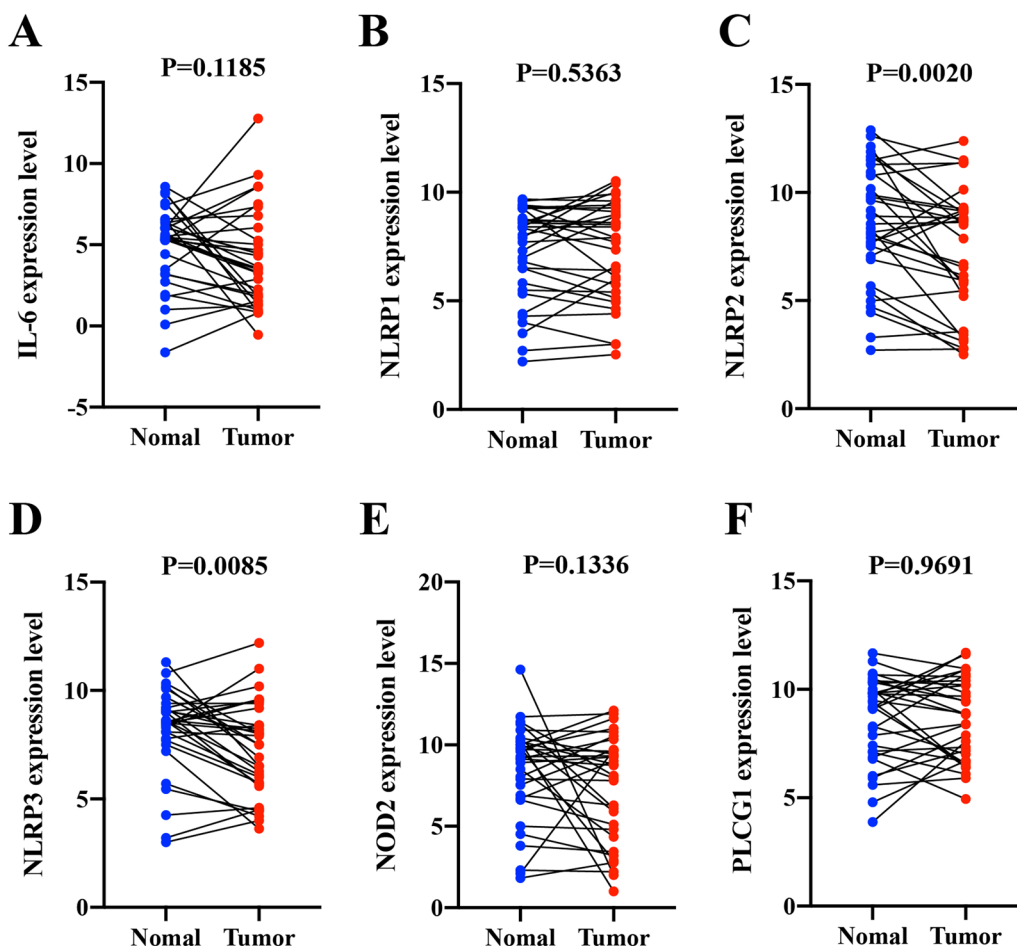 A
P=0.1185
IL-6 expression level
15
10
5
0
-5
Nomal
Tumor
B
P=0.5363
NLRP1 expression level
15
10
5
0
Nomal
Tumor
C
P=0.0020
NLRP2 expression level
15
10
5
0
Nomal
Tumor
D
P=0.0085
NLRP3 expression level
15
10
5
0
Nomal
Tumor
E
P=0.1336
NOD2 expression level
20
15
10
5
0
Nomal
Tumor
F
P=0.9691
PLCG1 expression level
15
10
5
0
Nomal
Tumor